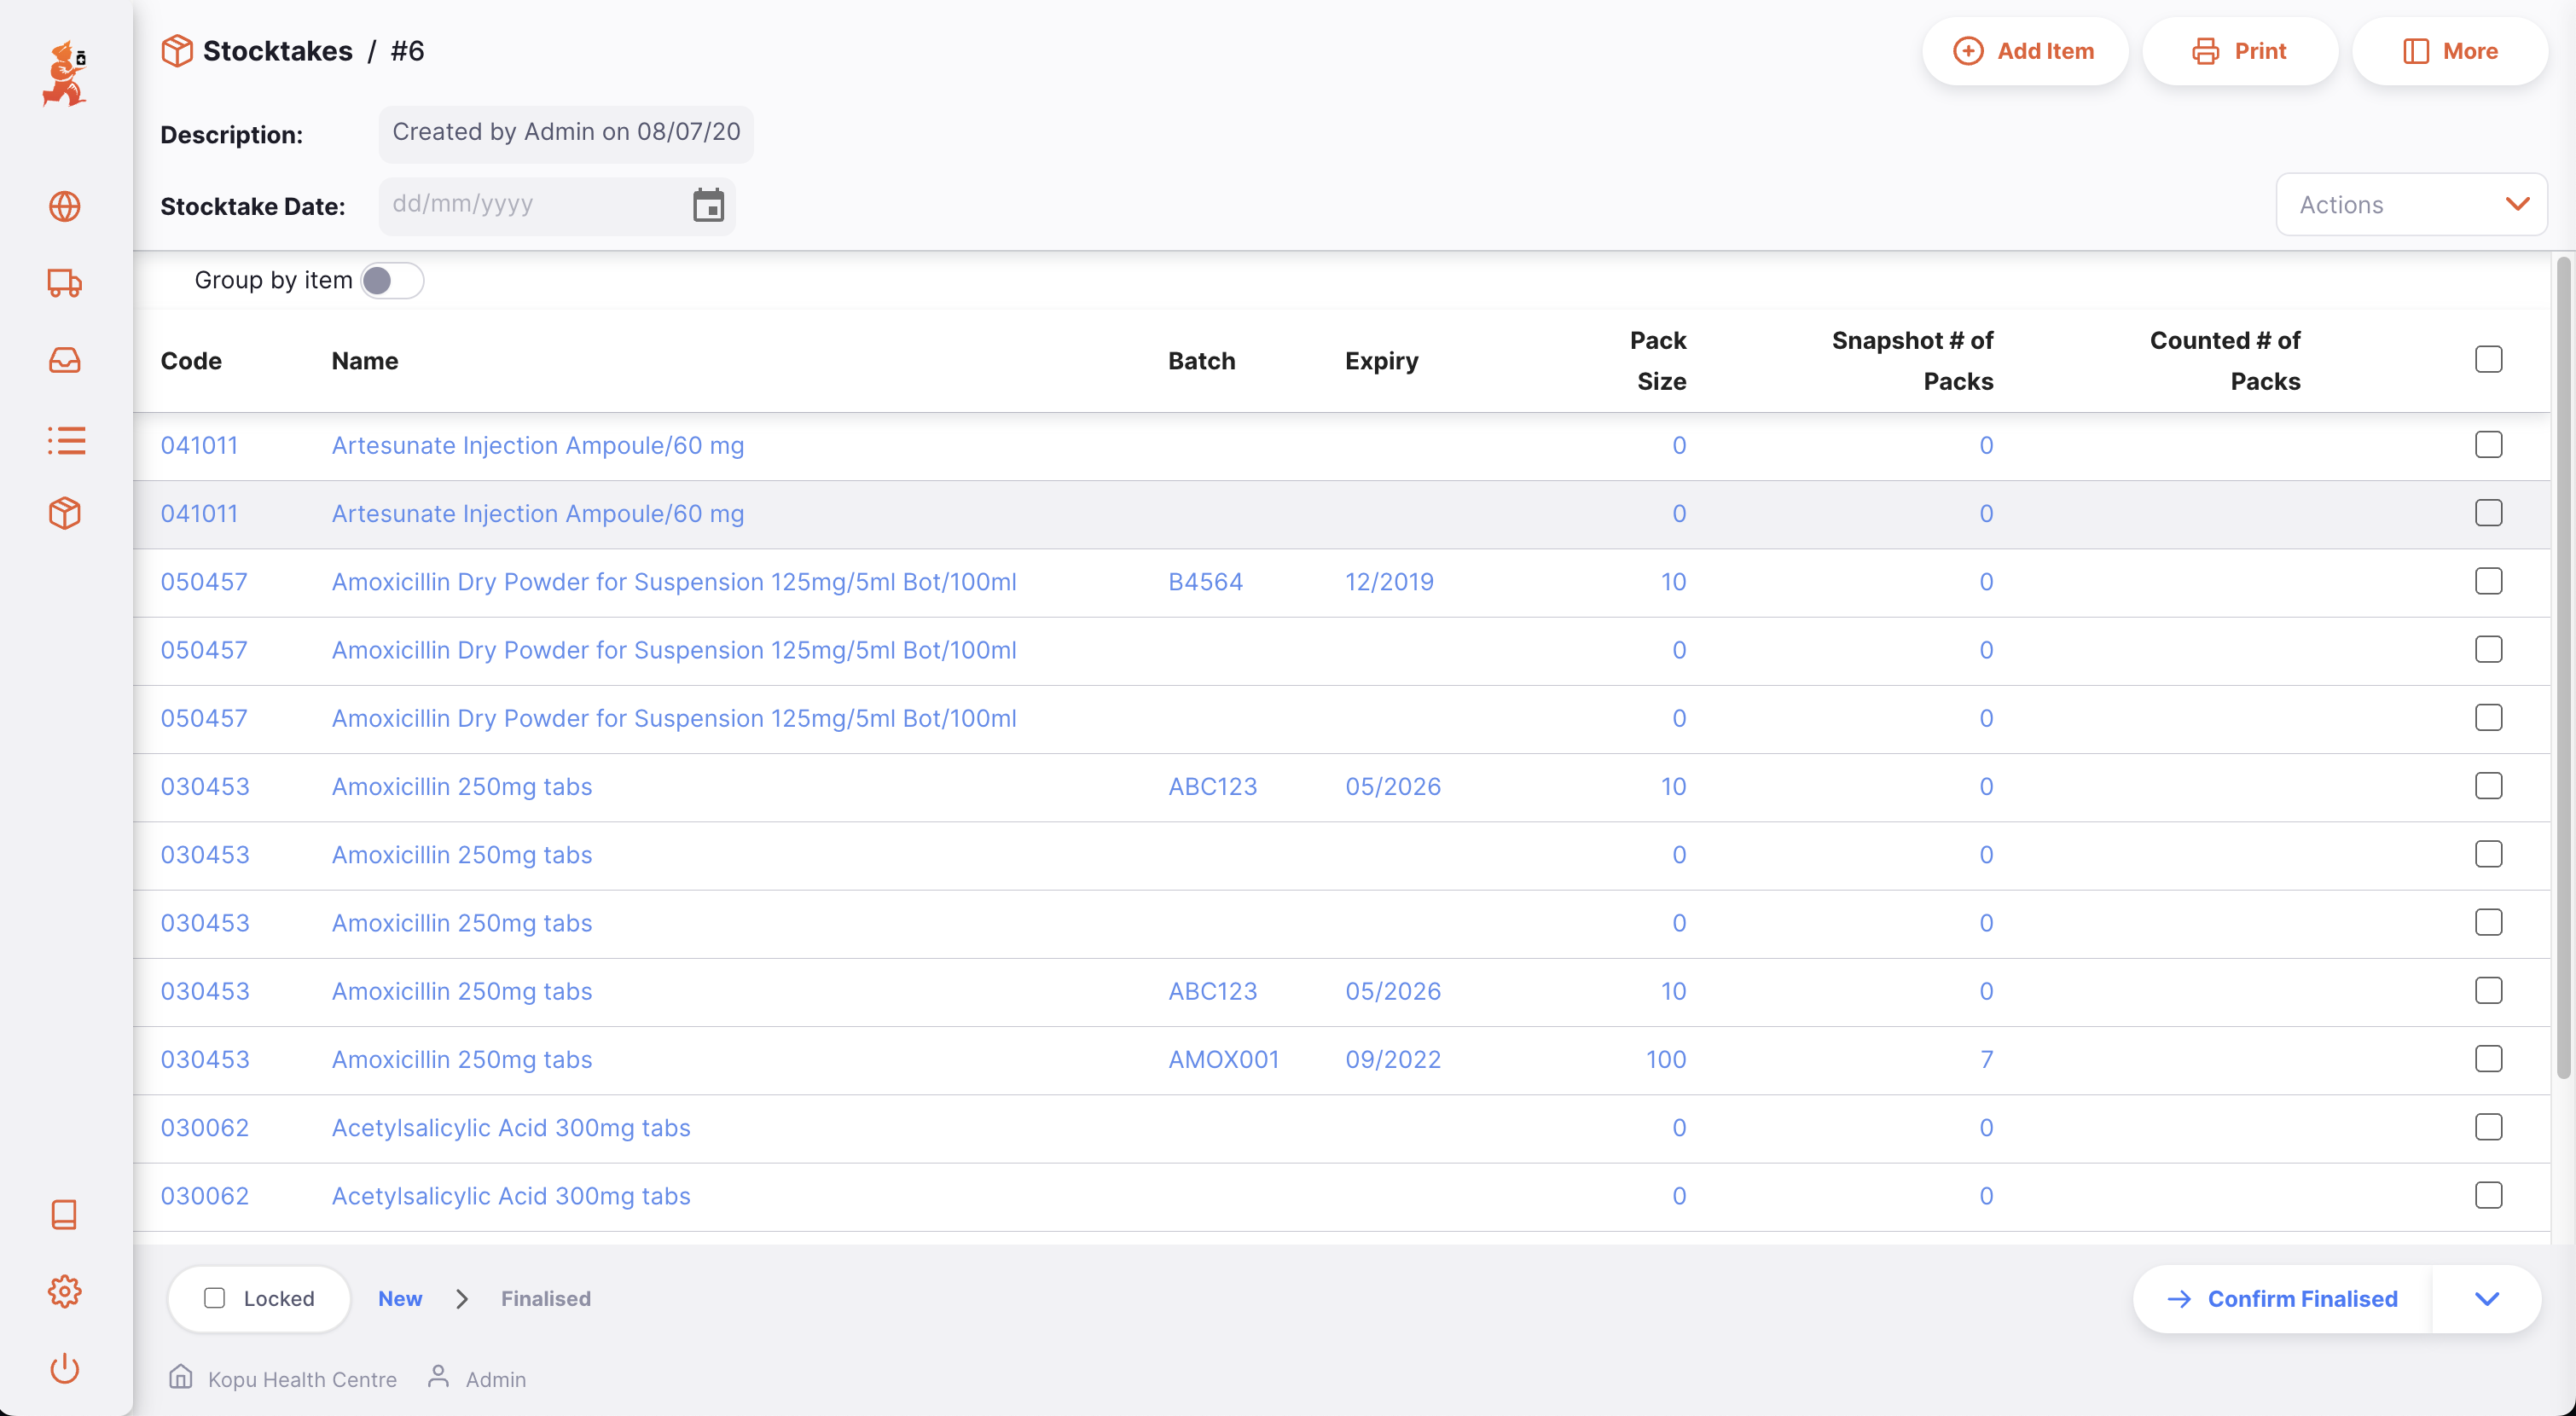 Stocktakes / #6
Add Item
Print
More
Description: Created by Admin on 08/07/20
Stocktake Date: dd/mm/yyyy
Actions
Group by item
Code Name Batch Expiry Pack Size Snapshot # of Packs Counted # of Packs
041011 Artesunate Injection Ampoule/60 mg 0 0
041011 Artesunate Injection Ampoule/60 mg 0 0
050457 Amoxicillin Dry Powder for Suspension 125mg/5ml Bot/100ml B4564 12/2019 10 0
050457 Amoxicillin Dry Powder for Suspension 125mg/5ml Bot/100ml 0 0
050457 Amoxicillin Dry Powder for Suspension 125mg/5ml Bot/100ml 0 0
030453 Amoxicillin 250mg tabs ABC123 05/2026 10 0
030453 Amoxicillin 250mg tabs 0 0
030453 Amoxicillin 250mg tabs 0 0
030453 Amoxicillin 250mg tabs ABC123 05/2026 10 0
030453 Amoxicillin 250mg tabs AMOX001 09/2022 100 7
030062 Acetylsalicylic Acid 300mg tabs 0 0
030062 Acetylsalicylic Acid 300mg tabs 0 0
Locked New Finalised Confirm Finalised
Kopu Health Centre Admin